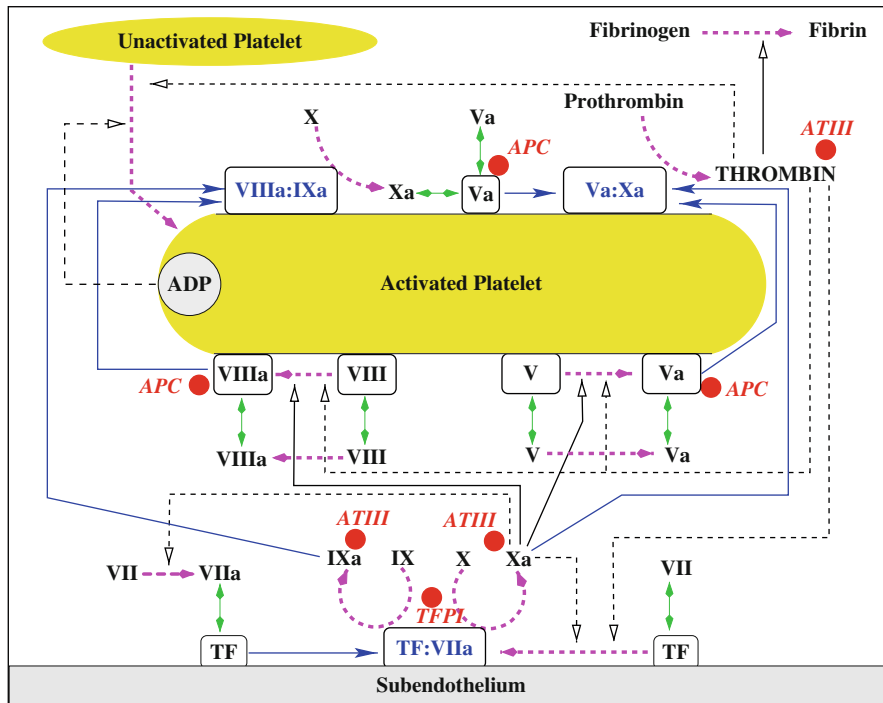 Unactivated Platelet
Fibrinogen Fibrin
X
Va
Prothrombin
ATIII
APC
THROMBIN
VIIIa:IXa
Xa
Va
Va:Xa
ADP
Activated Platelet
APC
VIIIa
VIII
V
Va
APC
VIIIa
VIII
V
Va
ATIII
ATIII
VII
VIIa
IXa
IX
X
Xa
VII
TFPI
TF
TF:VIIa
TF
Subendothelium